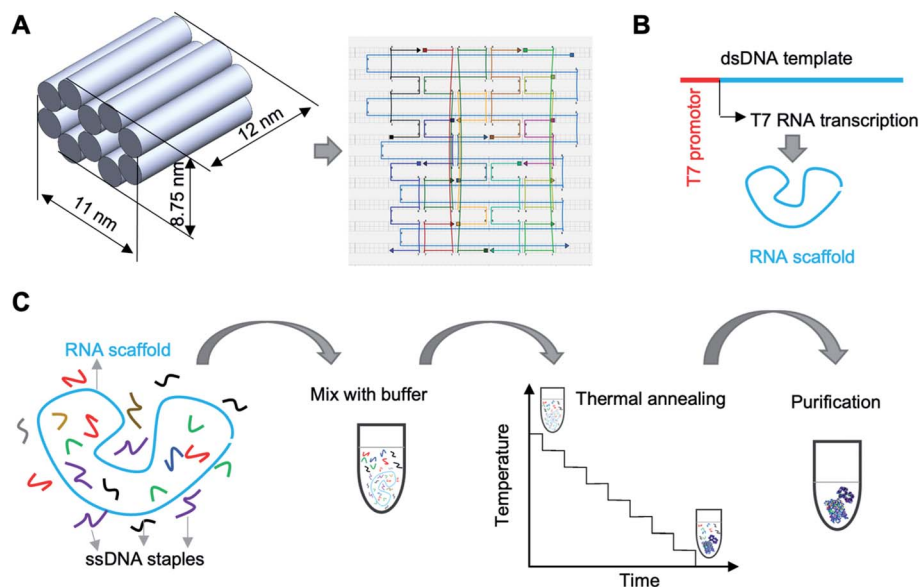 A
11 nm
8.75 nm
12 nm
B
dsDNA template
T7 promotor
T7 RNA transcription
RNA scaffold
C
RNA scaffold
ssDNA staples
Mix with buffer
Thermal annealing
Temperature
Time
Purification